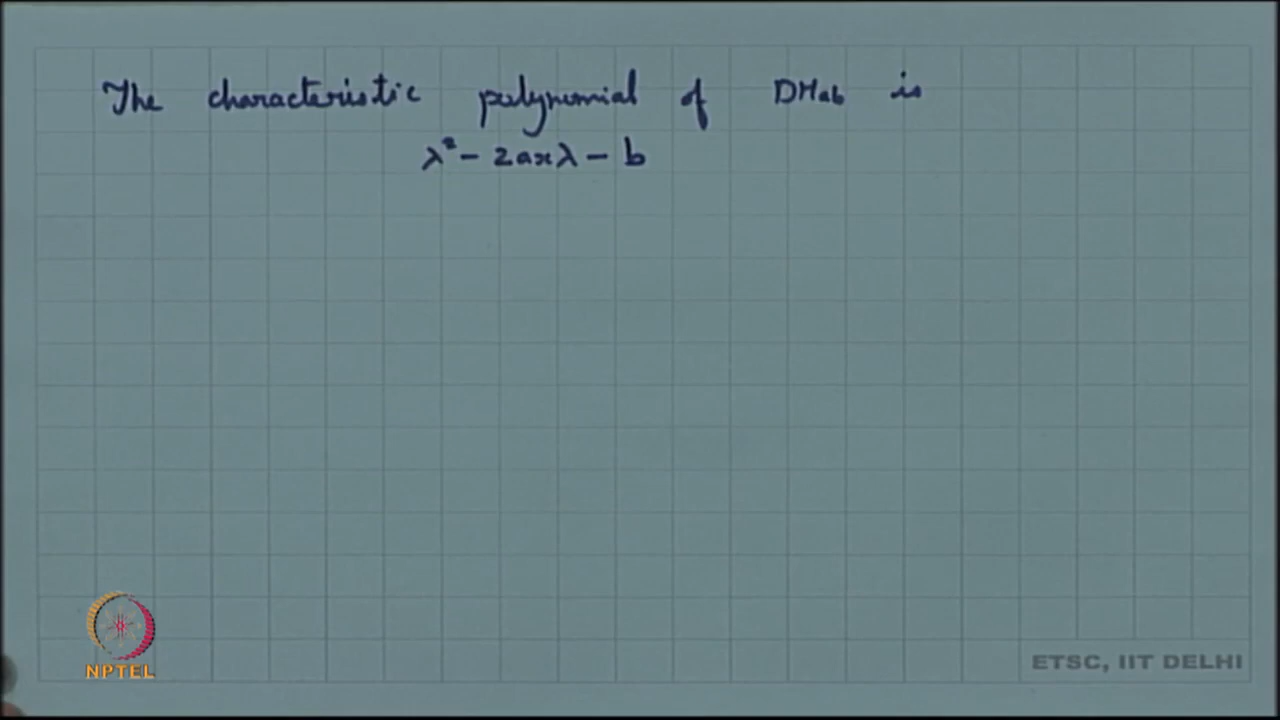 The characteristic polynomial of DHab is
λ² - 2axλ - b
NPTEL
ETSC, IIT DELHI